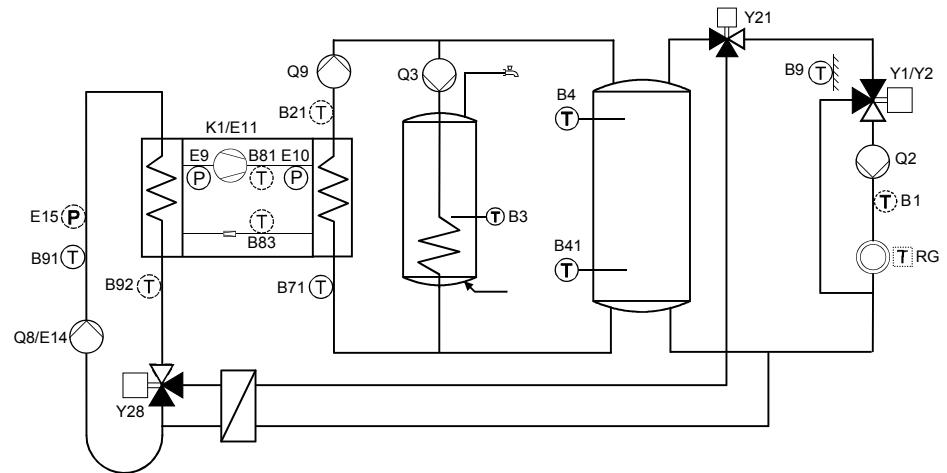 Y21
Q9
Q3
B9 T
Y1/Y2
B21 T
B4
T
K1/E11
E9 B81 E10
P T P
Q2
E15 P
T
B83
T B3
T B1
B91 T
B41
T
T RG
B92 T
B71 T
Q8/E14
Y28